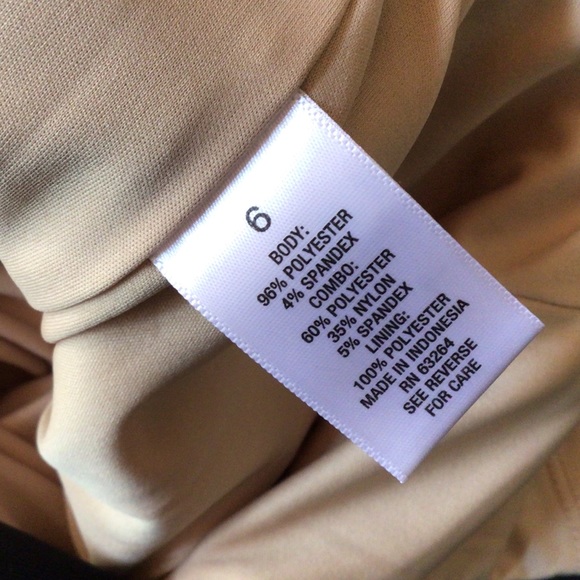 6
BODY:
96% POLYESTER
4% SPANDEX
COMBO:
60% POLYESTER
35% NYLON
5% SPANDEX
LINING:
100% POLYESTER
MADE IN INDONESIA
RN 63264
SEE REVERSE
FOR CARE